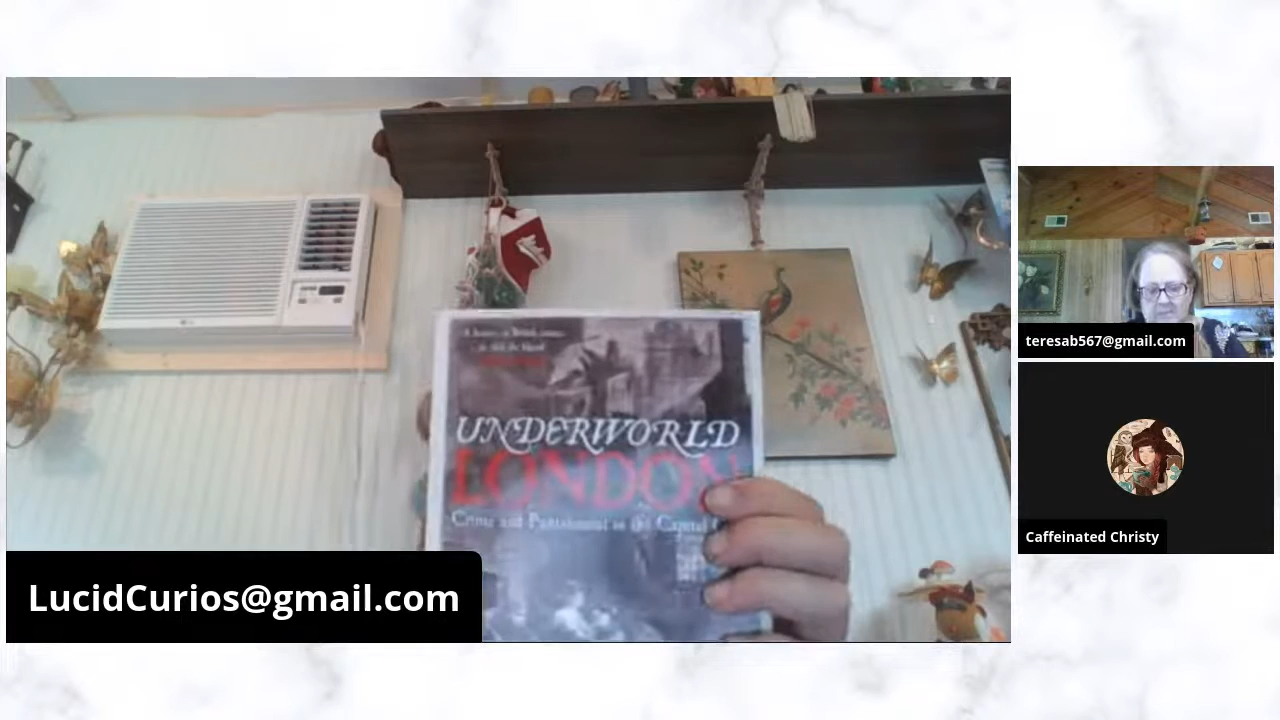 UNDERWORLD
LONDON
Crime and Punishment in the Capital
LucidCurios@gmail.com
teresab567@gmail.com
Caffeinated Christy